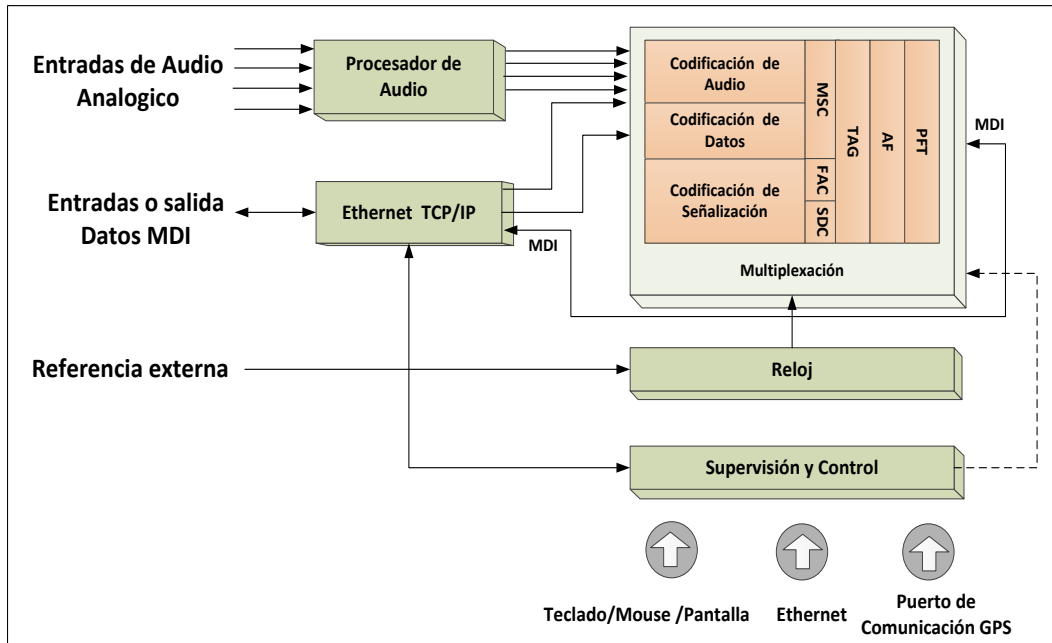 Entradas de Audio
Analogico
Procesador de
Audio
Codificación de
Audio
Codificación de
Datos
Codificación de
Señalización
MSC
FAC
SDC
TAG
AF
PFT
MDI
Entradas o salida
Datos MDI
Ethernet TCP/IP
MDI
Multiplexación
Referencia externa
Reloj
Supervisión y Control
Teclado/Mouse /Pantalla
Ethernet
Puerto de
Comunicación GPS